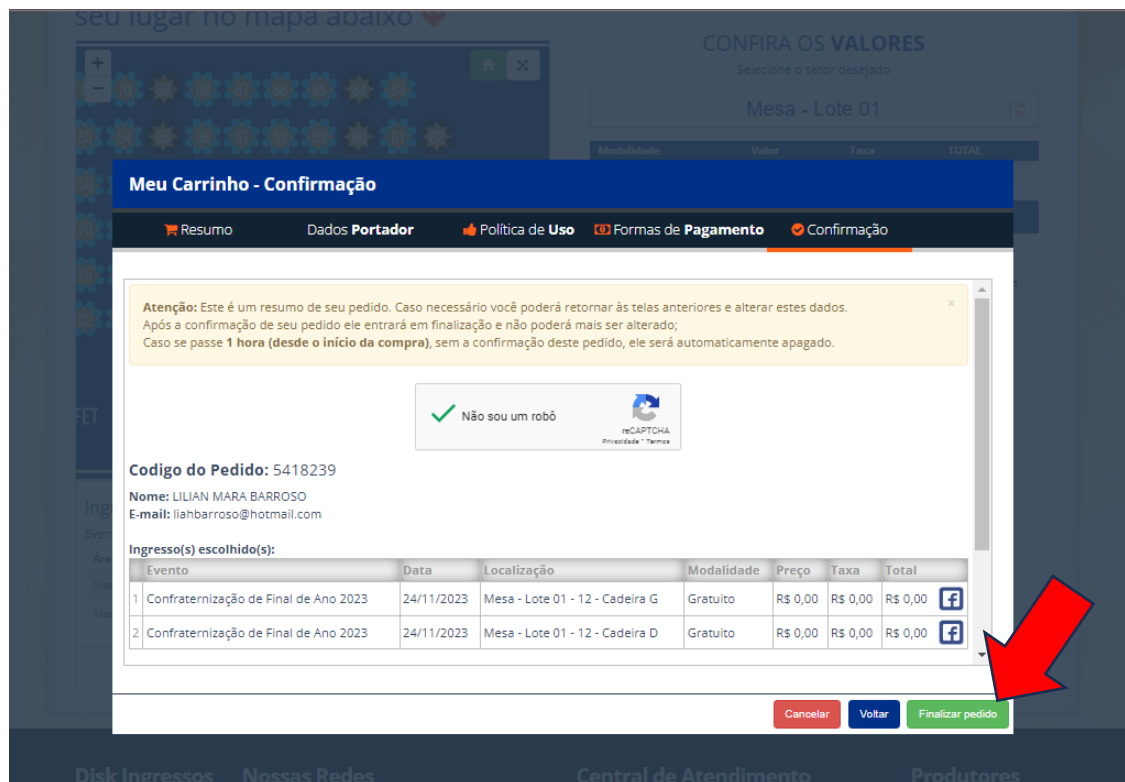 seu lugar no mapa abaixo
CONFIRA OS VALORES
Selecione o setor desejado
Mesa - Lote 01
Modalidade Valor Taxa TOTAL
Meu Carrinho - Confirmação
Resumo Dados Portador Política de Uso Formas de Pagamento Confirmação
Atenção: Este é um resumo de seu pedido. Caso necessário você poderá retornar às telas anteriores e alterar estes dados.
Após a confirmação de seu pedido ele entrará em finalização e não poderá mais ser alterado;
Caso se passe 1 hora (desde o início da compra), sem a confirmação deste pedido, ele será automaticamente apagado.
Não sou um robô
reCAPTCHA
Privacidade - Termos
Codigo do Pedido: 5418239
Nome: LILIAN MARA BARROSO
E-mail: liahbarroso@hotmail.com
Ingresso(s) escolhido(s):
Evento Data Localização Modalidade Preço Taxa Total
1 Confraternização de Final de Ano 2023 24/11/2023 Mesa - Lote 01 - 12 - Cadeira G Gratuito R$ 0,00 R$ 0,00 R$ 0,00
2 Confraternização de Final de Ano 2023 24/11/2023 Mesa - Lote 01 - 12 - Cadeira D Gratuito R$ 0,00 R$ 0,00 R$ 0,00
Cancelar Voltar Finalizar pedido
Disk Ingressos Nossas Redes Central de Atendimento Produtores